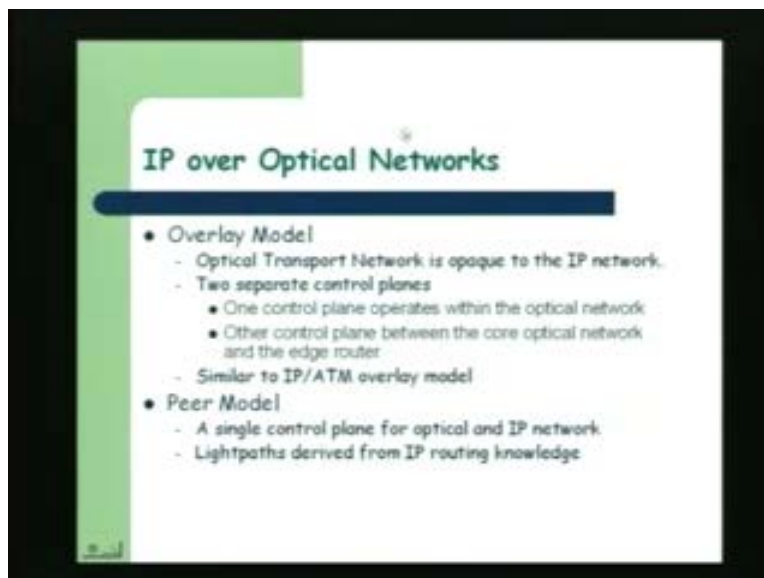 IP over Optical Networks
● Overlay Model
- Optical Transport Network is opaque to the IP network.
- Two separate control planes
● One control plane operates within the optical network
● Other control plane between the core optical network
and the edge router
- Similar to IP/ATM overlay model
● Peer Model
- A single control plane for optical and IP network
- Lightpaths derived from IP routing knowledge